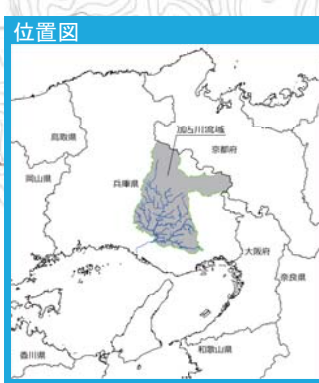 位置図
鳥取県
加古川流域
京都府
岡山県
兵庫県
大阪府
奈良県
和歌山県
香川県